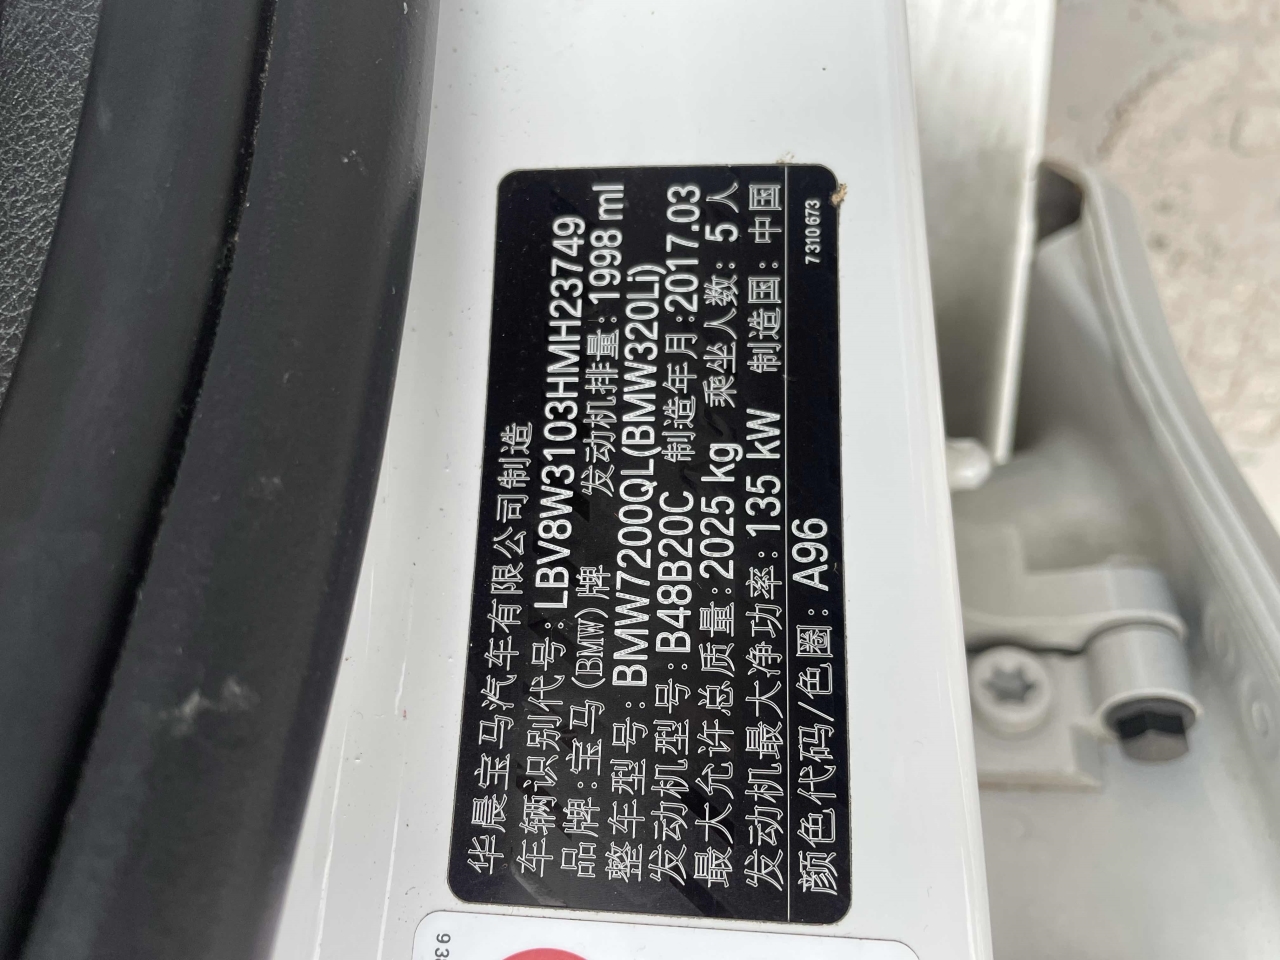 华晨宝马汽车有限公司制造
车辆识别代号:LBV8W3103HMH23749
品牌:宝马(BMW)牌 发动机排量:1998 ml
整车型号:BMW7200QL(BMW320Li)
发动机型号:B48B20C 制造年月:2017.03
最大允许总质量:2025 kg 乘坐人数:5人
发动机最大净功率:135 kW 制造国:中国
颜色代码/色圈:A96
7310673